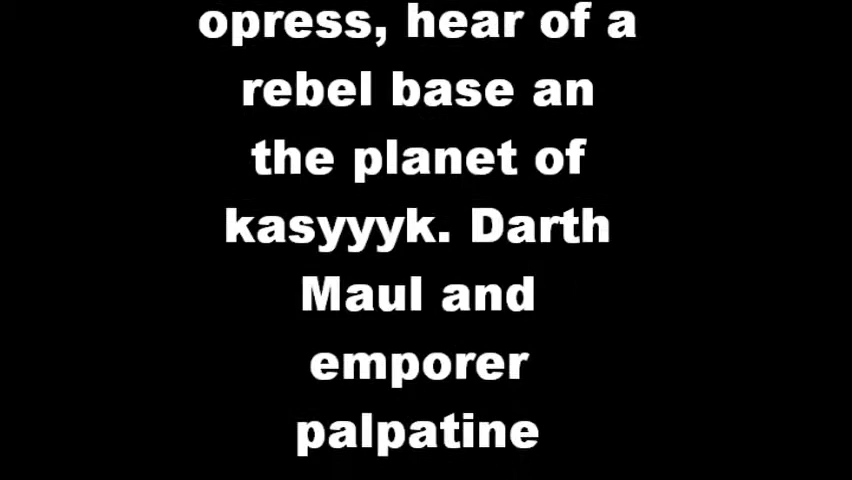 opress, hear of a
rebel base an
the planet of
kasyyyk. Darth
Maul and
emporer
palpatine